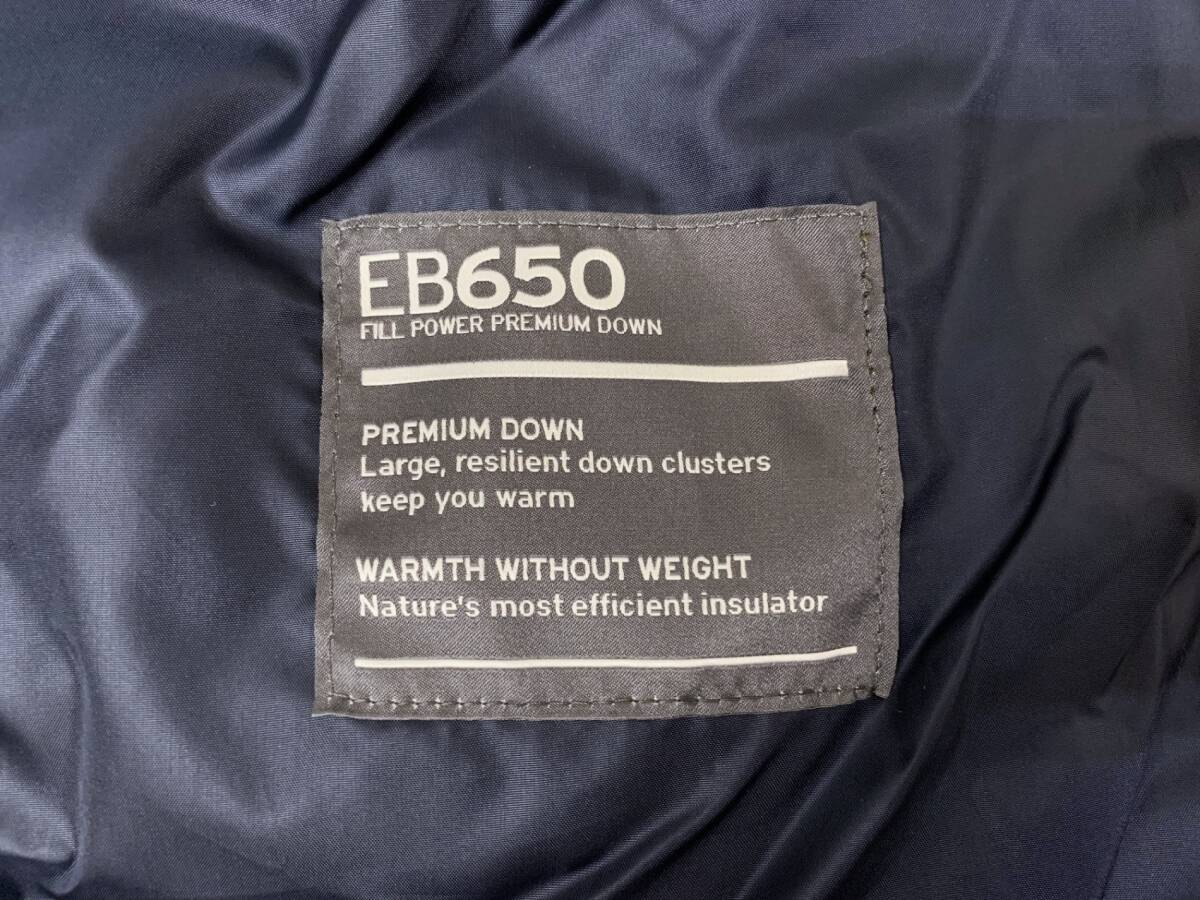 EB650
FILL POWER PREMIUM DOWN
PREMIUM DOWN
Large, resilient down clusters
keep you warm
WARMTH WITHOUT WEIGHT
Nature's most efficient insulator